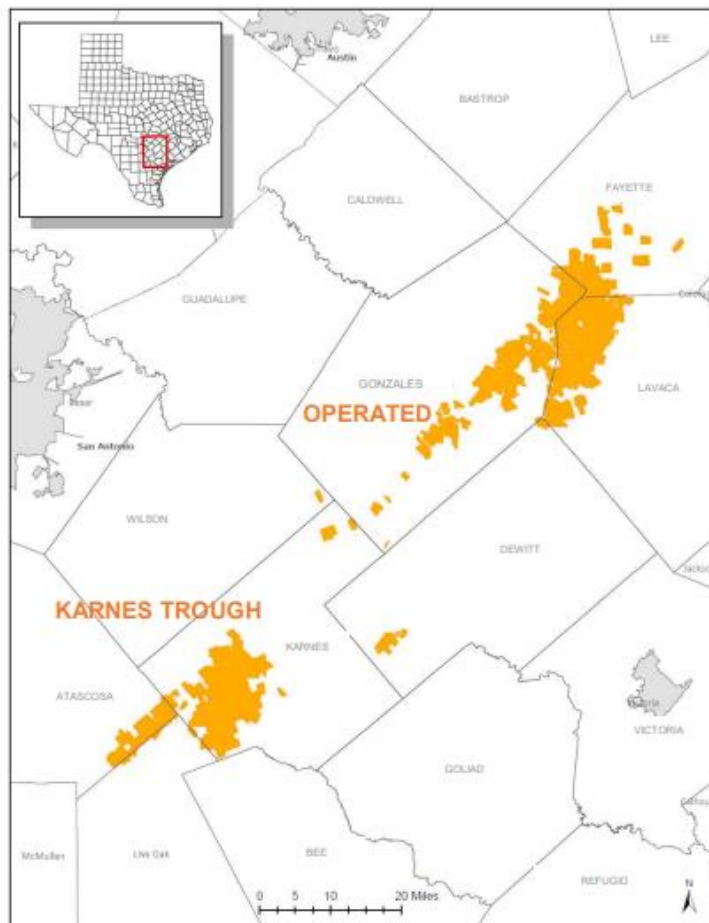 Austin
LEE
BASTROP
FAYETTE
CALDWELL
GUADALUPE
GONZALES
OPERATED
LAVACA
San Antonio
WILSON
DEWITT
KARNES TROUGH
KARNES
ATASCOSA
Victoria
VICTORIA
GOLIAD
McMullen
Live Oak
BEE
REFUGIO
0 5 10 20 Miles
N